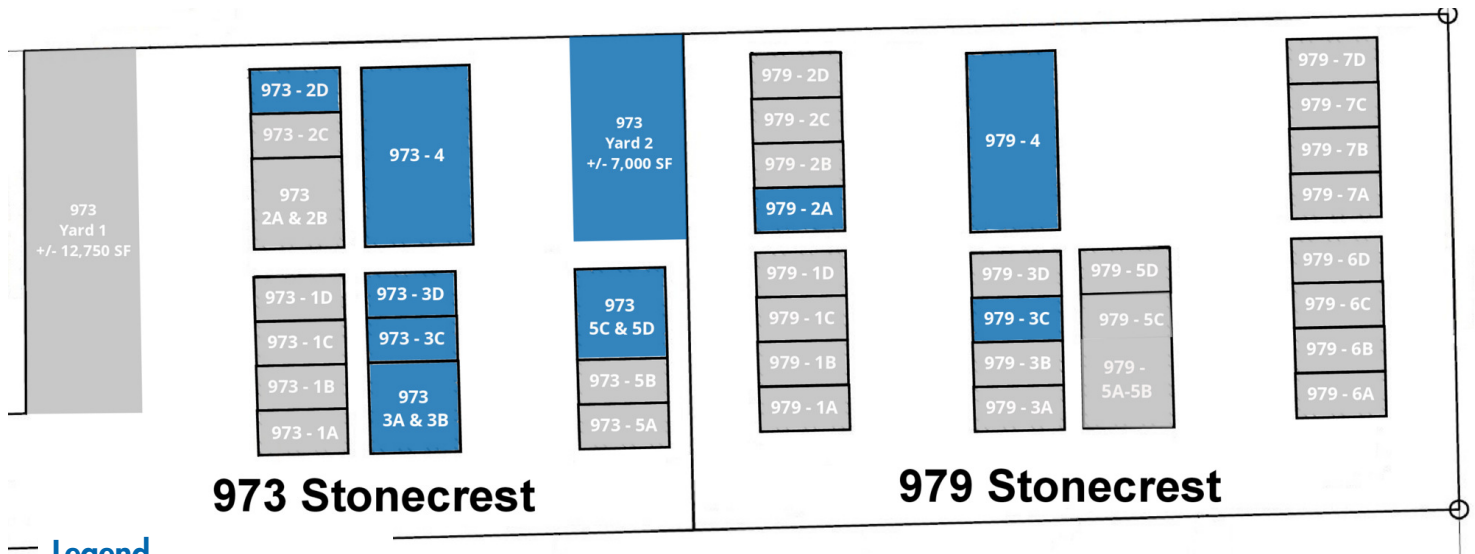 973
Yard 1
+/- 12,750 SF
973 - 2D
973 - 2C
973
2A & 2B
973 - 4
973 - 1D
973 - 1C
973 - 1B
973 - 1A
973 - 3D
973 - 3C
973
3A & 3B
973
Yard 2
+/- 7,000 SF
973
5C & 5D
973 - 5B
973 - 5A
973 Stonecrest
979 - 2D
979 - 2C
979 - 2B
979 - 2A
979 - 1D
979 - 1C
979 - 1B
979 - 1A
979 - 4
979 - 3D
979 - 3C
979 - 3B
979 - 3A
979 - 5D
979 - 5C
979 -
5A-5B
979 - 7D
979 - 7C
979 - 7B
979 - 7A
979 - 6D
979 - 6C
979 - 6B
979 - 6A
979 Stonecrest
Legend